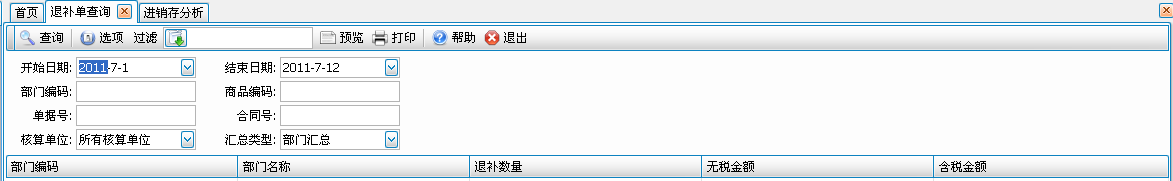 首页 退补单查询 进销存分析
查询 选项 过滤 预览 打印 帮助 退出
开始日期: 2011-7-1 结束日期: 2011-7-12
部门编码: 商品编码:
单据号: 合同号:
核算单位: 所有核算单位 汇总类型: 部门汇总
部门编码 部门名称 退补数量 无税金额 含税金额